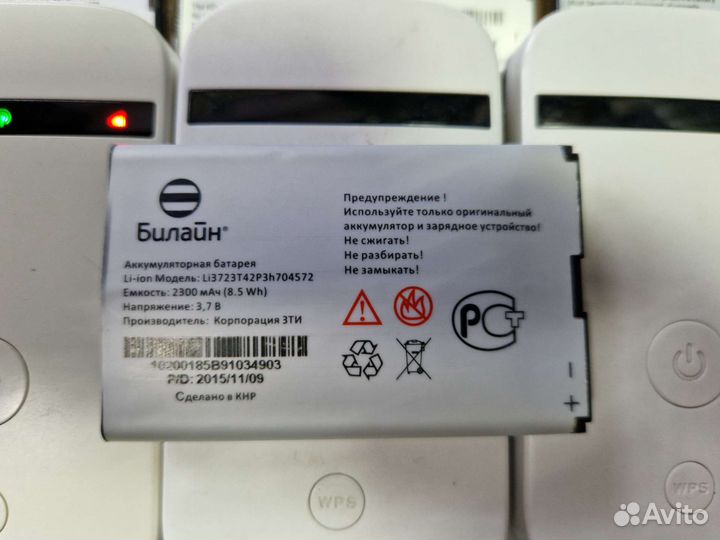 Билайн®
Аккумуляторная батарея
Li-ion Модель: Li3723T42P3h704572
Емкость: 2300 мАч (8.5 Wh)
Напряжение: 3,7 В
Производитель: Корпорация ЗТИ
10200185B91034903
P/D: 2015/11/09
Сделано в КНР
Предупреждение !
Используйте только оригинальный
аккумулятор и зарядное устройство!
Не сжигать!
Не разбирать!
Не замыкать!
РСТ
WPS
WPS
Avito